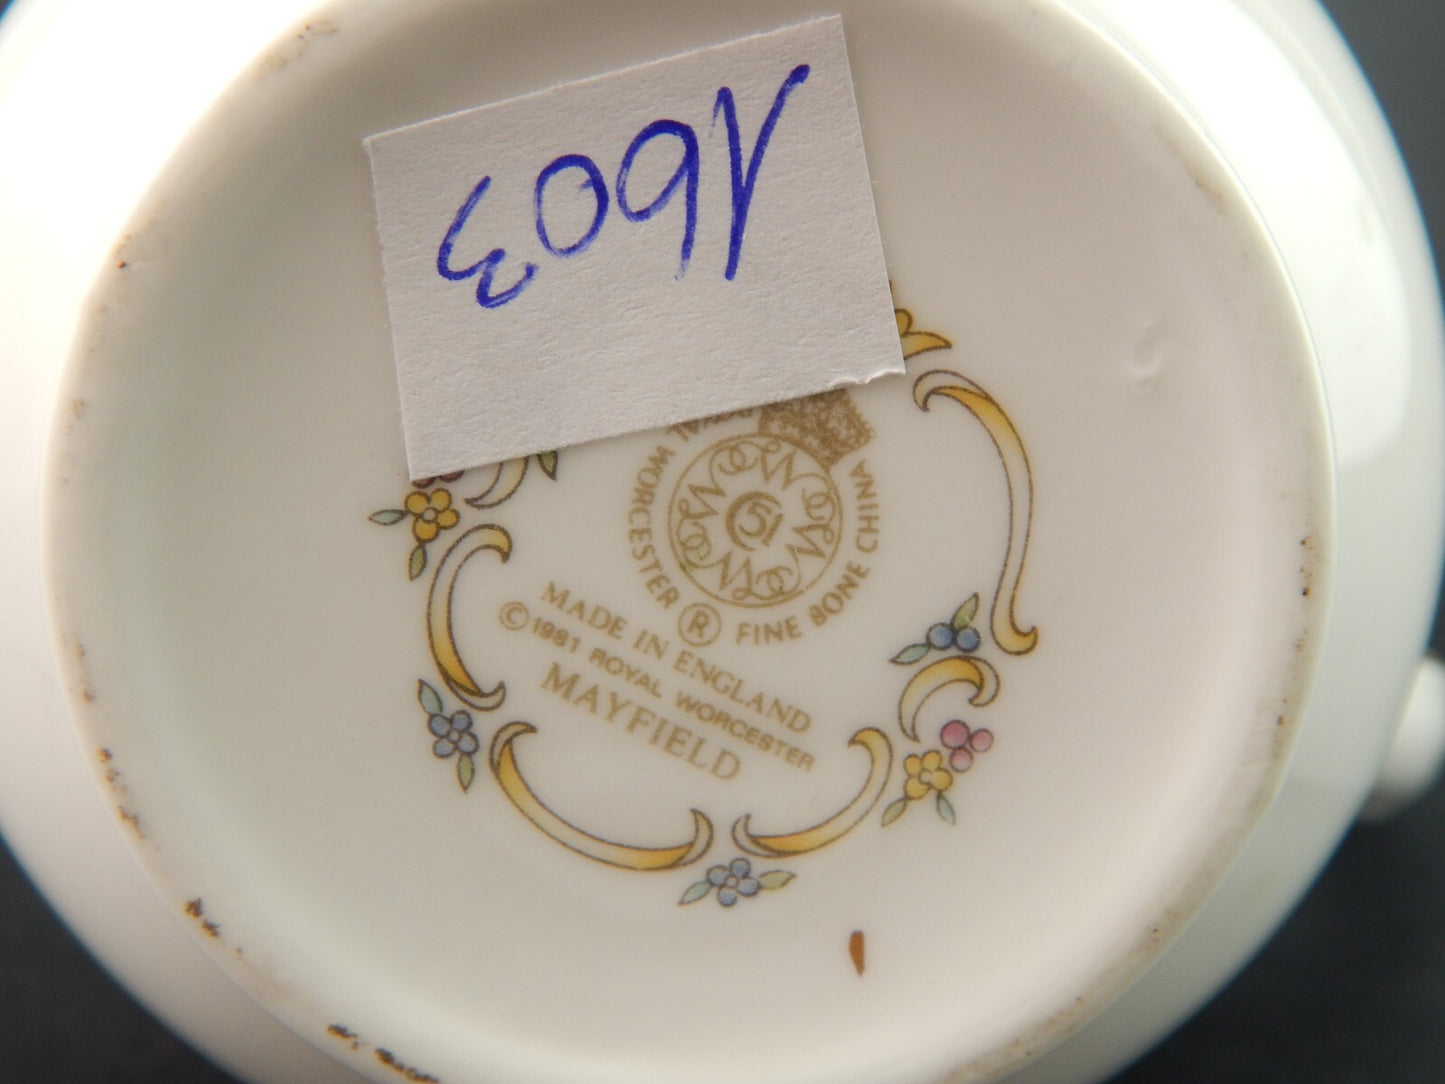 1603
WORCESTER ® FINE BONE CHINA
51
MADE IN ENGLAND
© 1981 ROYAL WORCESTER
MAYFIELD